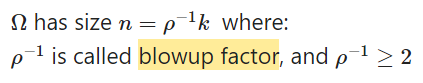 Ω has size n = ρ⁻¹k where:
ρ⁻¹ is called blowup factor, and ρ⁻¹ ≥ 2